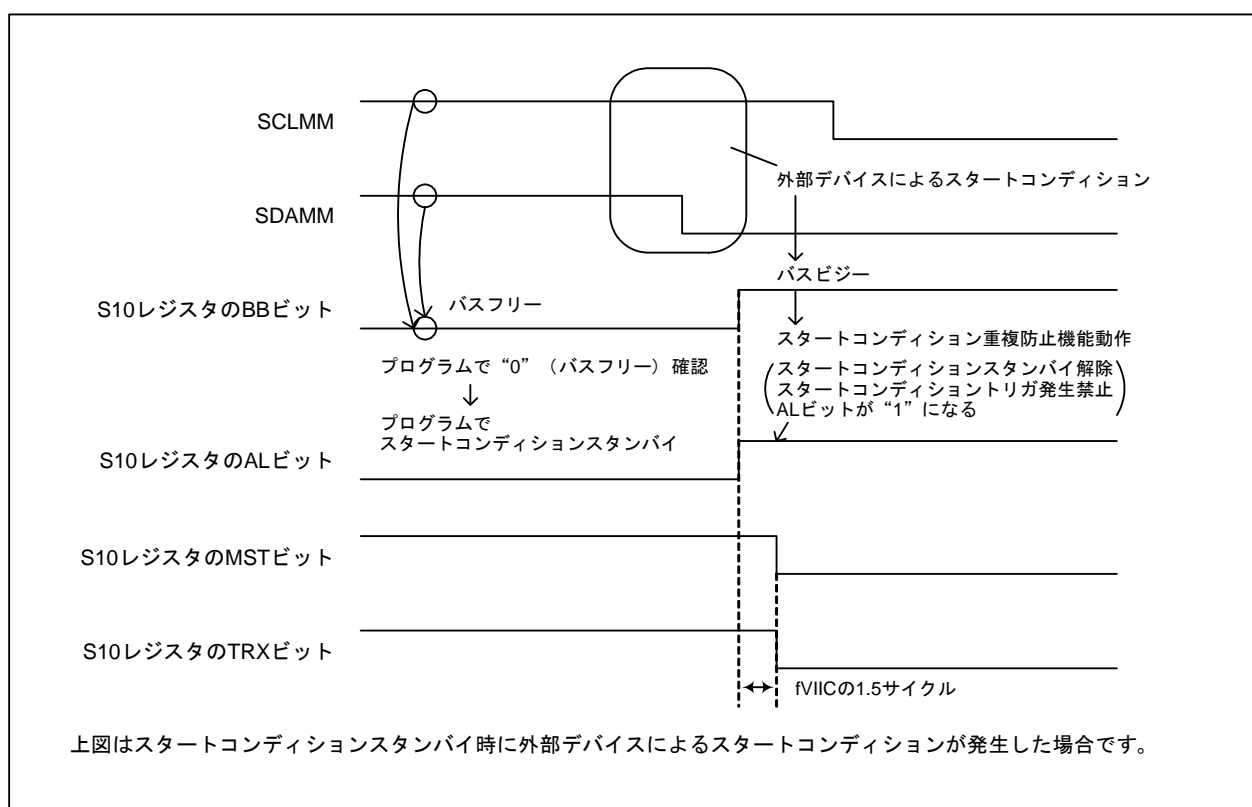 SCLMM
外部デバイスによるスタートコンディション
SDAMM
バスビジー
S10レジスタのBBビット
バスフリー
スタートコンディション重複防止機能動作
プログラムで“0”（バスフリー）確認
スタートコンディションスタンバイ解除
スタートコンディショントリガ発生禁止
ALビットが“1”になる
プログラムで
スタートコンディションスタンバイ
S10レジスタのALビット
S10レジスタのMSTビット
S10レジスタのTRXビット
fVIICの1.5サイクル
上図はスタートコンディションスタンバイ時に外部デバイスによるスタートコンディションが発生した場合です。